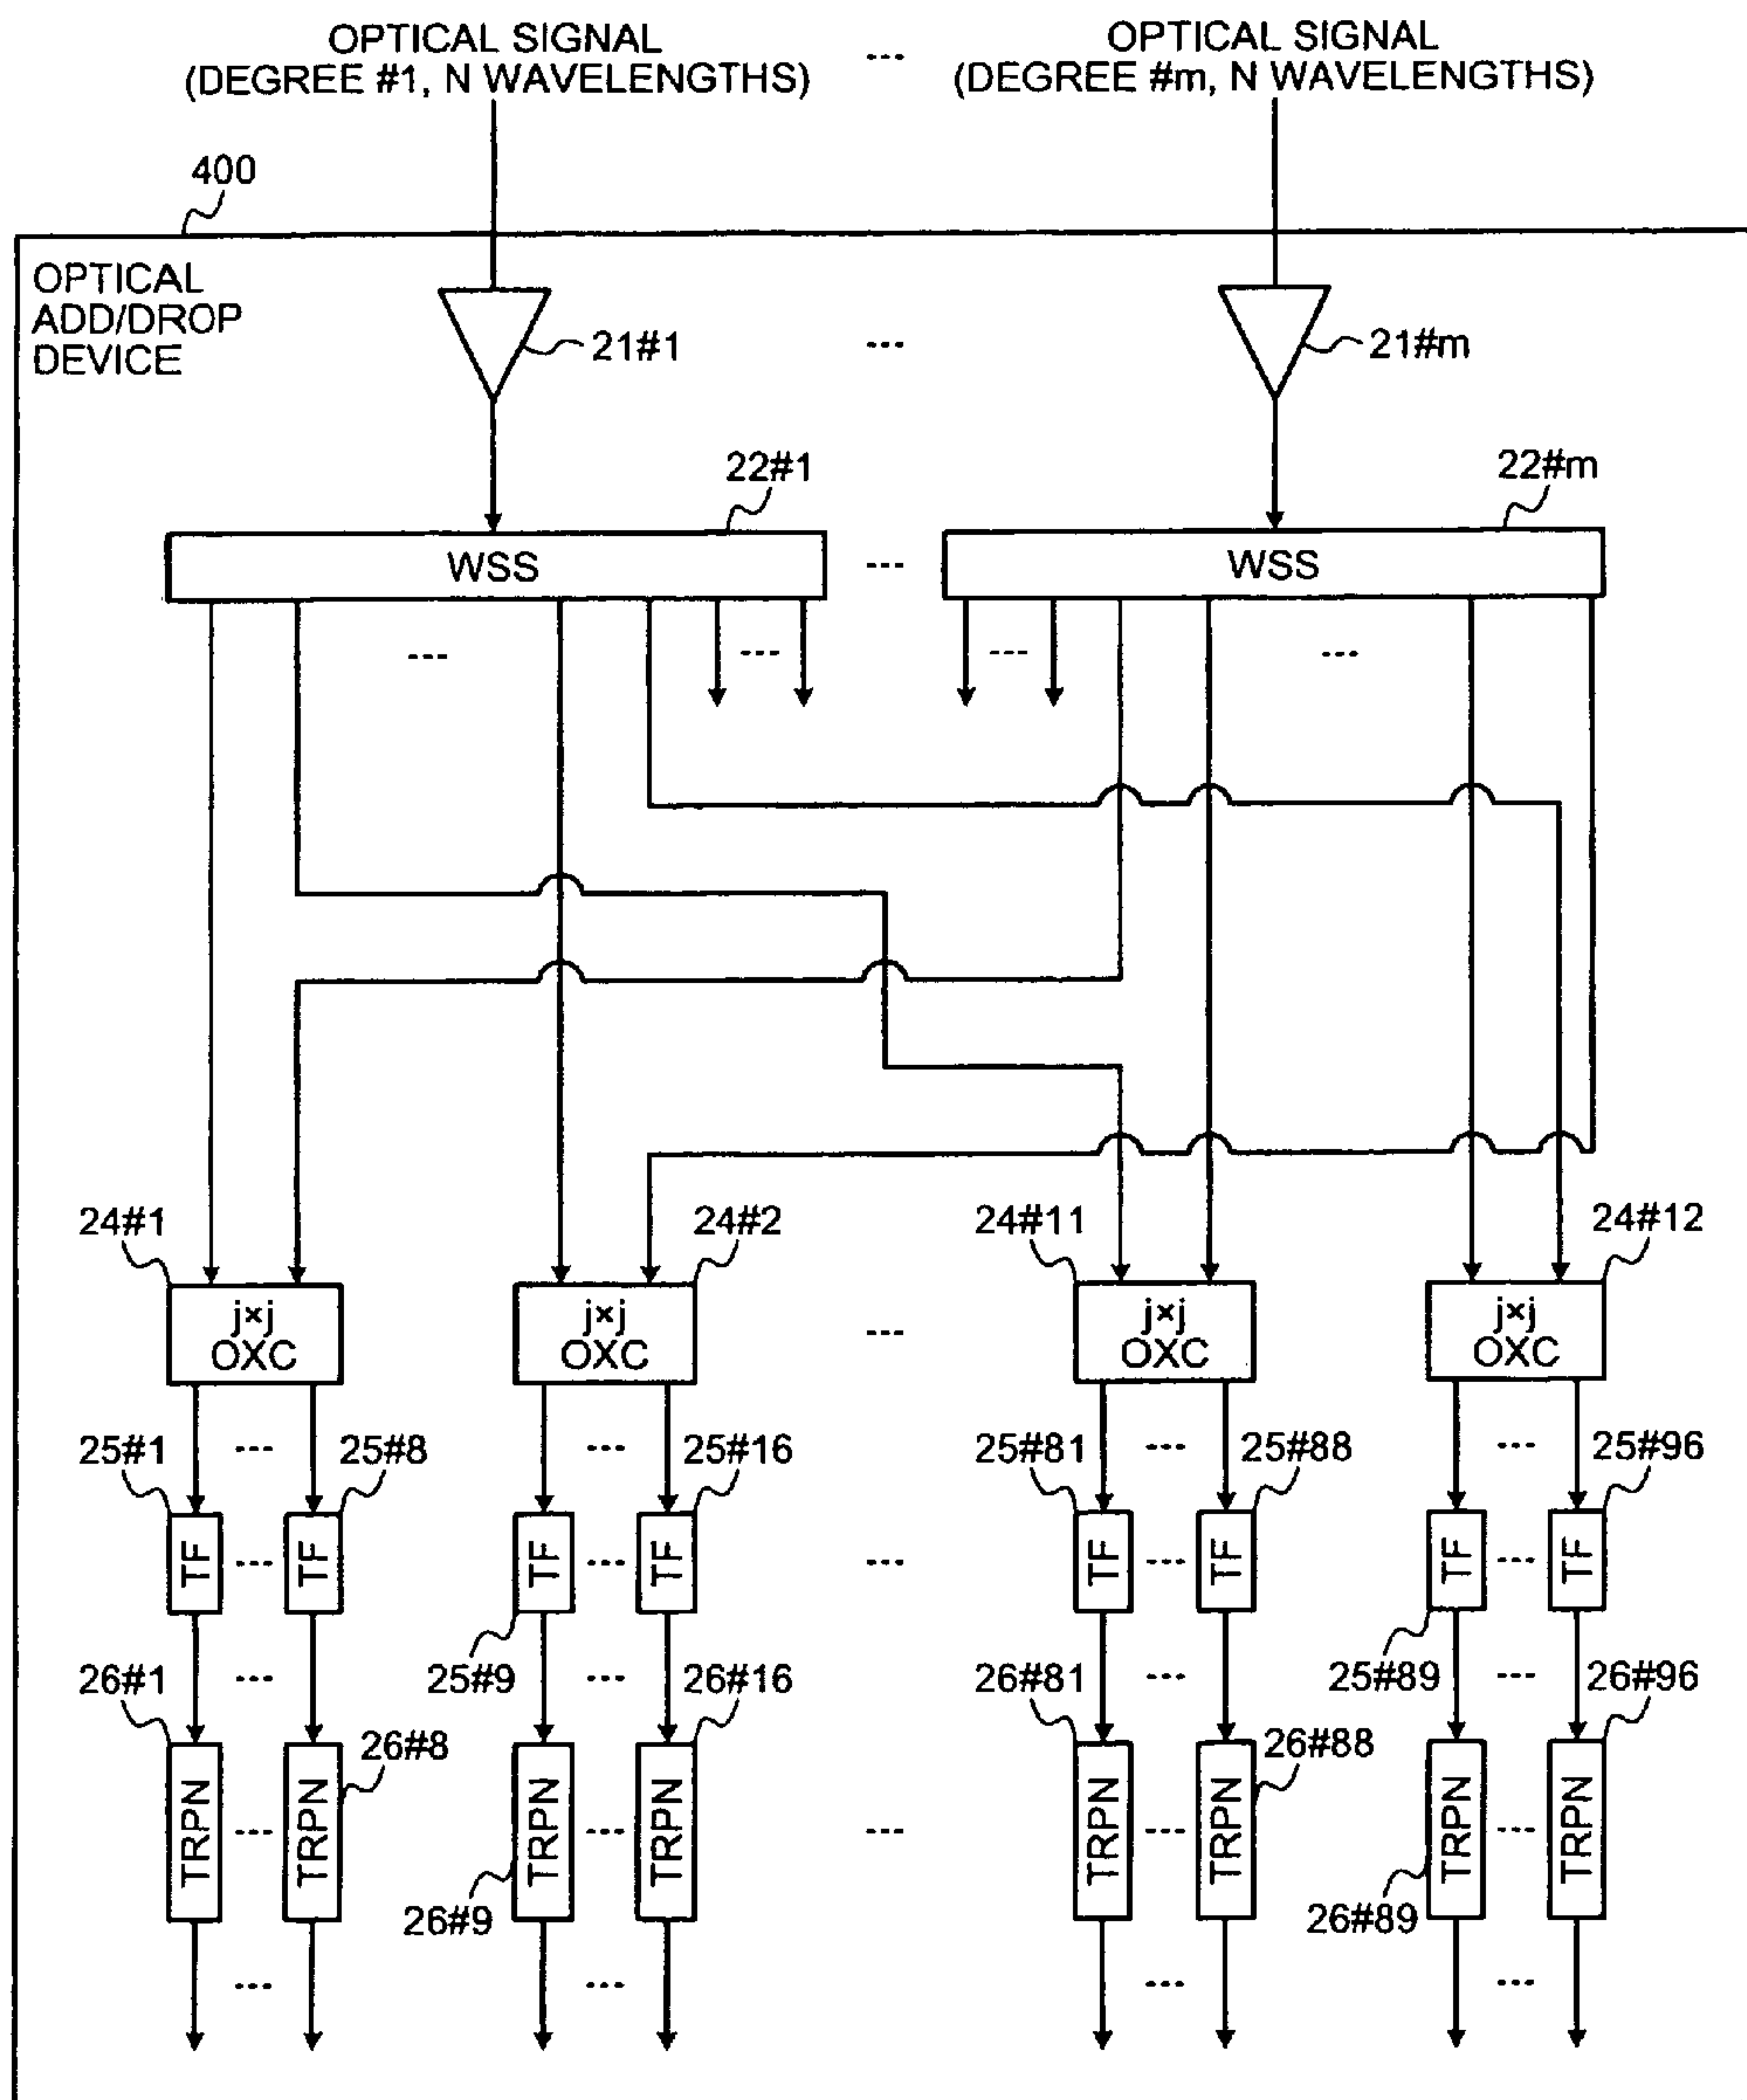 OPTICAL SIGNAL
(DEGREE #1, N WAVELENGTHS)
---
OPTICAL SIGNAL
(DEGREE #m, N WAVELENGTHS)
400
OPTICAL
ADD/DROP
DEVICE
21#1
---
21#m
22#1
22#m
WSS
---
WSS
---
---
---
---
24#1
24#2
24#11
24#12
j×j
OXC
j×j
OXC
---
j×j
OXC
j×j
OXC
25#1
---
25#8
---
25#16
25#81
---
25#88
---
25#96
TF
---
TF
TF
---
TF
---
TF
---
TF
TF
---
TF
26#1
---
25#9
---
26#16
26#81
---
25#89
---
26#96
26#8
26#88
TRPN
---
TRPN
TRPN
---
TRPN
---
TRPN
---
TRPN
TRPN
---
TRPN
26#9
26#89
---
---
---
---